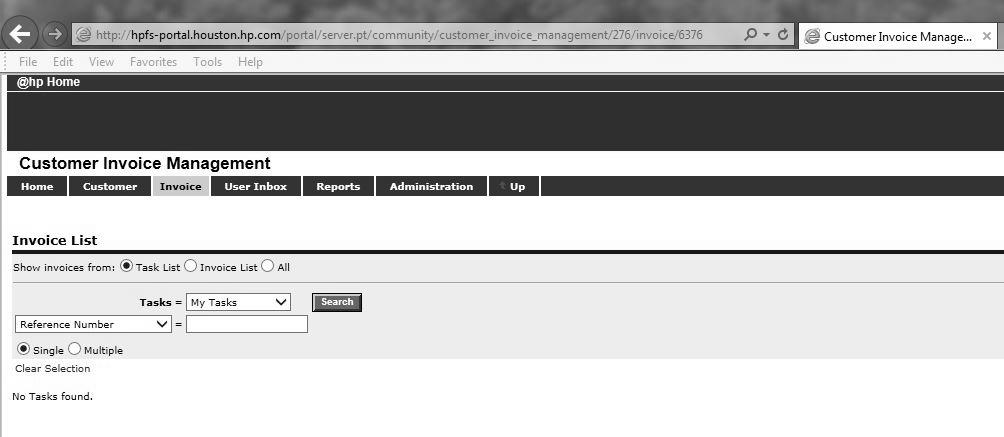 http://hpfs-portal.houston.hp.com/portal/server.pt/community/customer_invoice_management/276/invoice/6376 Customer Invoice Manage...
File Edit View Favorites Tools Help
@hp Home
Customer Invoice Management
Home Customer Invoice User Inbox Reports Administration Up
Invoice List
Show invoices from: Task List Invoice List All
Tasks = My Tasks Search
Reference Number =
Single Multiple
Clear Selection
No Tasks found.